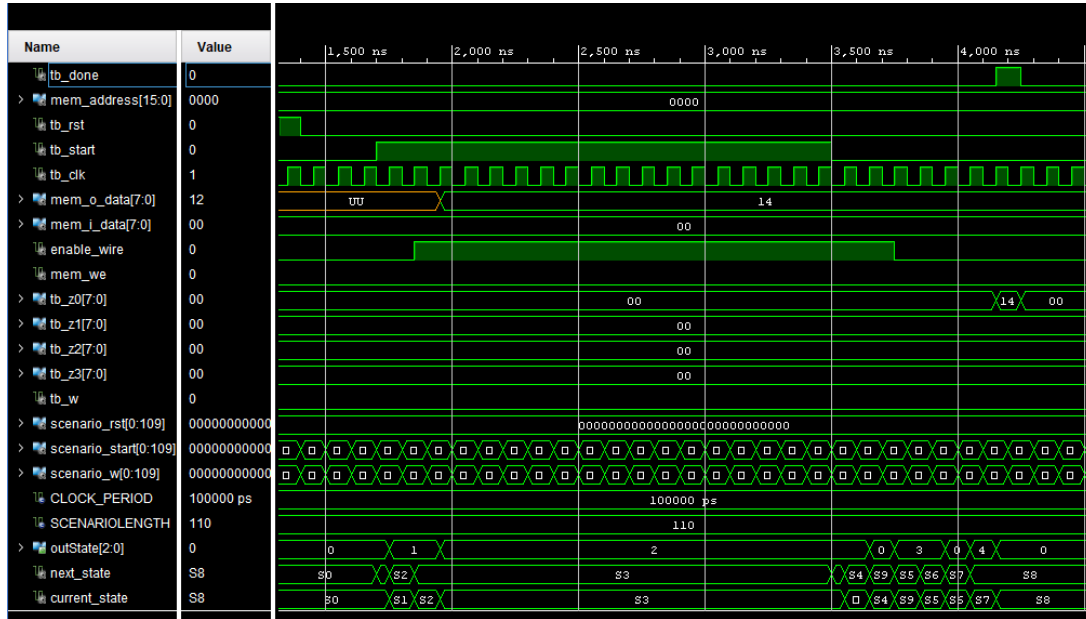 Name Value 1,500 ns 2,000 ns 2,500 ns 3,000 ns 3,500 ns 4,000 ns
tb_done 0
> mem_address[15:0] 0000 0000
tb_rst 0
tb_start 0
tb_clk 1
> mem_o_data[7:0] 12 UU 14
> mem_i_data[7:0] 00 00
enable_wire 0
mem_we 0
> tb_z0[7:0] 00 00 14 00
> tb_z1[7:0] 00 00
> tb_z2[7:0] 00 00
> tb_z3[7:0] 00 00
tb_w 0
> scenario_rst[0:109] 00000000000
> scenario_start[0:109] 00000000000
> scenario_w[0:109] 00000000000
CLOCK_PERIOD 100000 ps 100000 ps
SCENARIOLENGTH 110 110
> outState[2:0] 0 0 1 2 0 3 0 4 0
next_state S8 S0 S2 S3 S4 S9 S5 S6 S7 S8
current_state S8 S0 S1 S2 S3 S4 S9 S5 S6 S7 S8